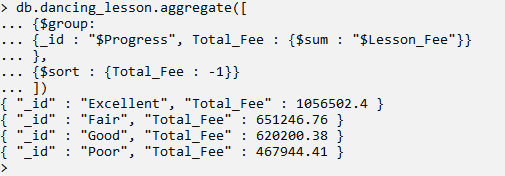 > db.dancing_lesson.aggregate([
... {$group:
... {_id : "$Progress", Total_Fee : {$sum : "$Lesson_Fee"}}
... },
... {$sort : {Total_Fee : -1}}
... ])
{ "_id" : "Excellent", "Total_Fee" : 1056502.4 }
{ "_id" : "Fair", "Total_Fee" : 651246.76 }
{ "_id" : "Good", "Total_Fee" : 620200.38 }
{ "_id" : "Poor", "Total_Fee" : 467944.41 }
>